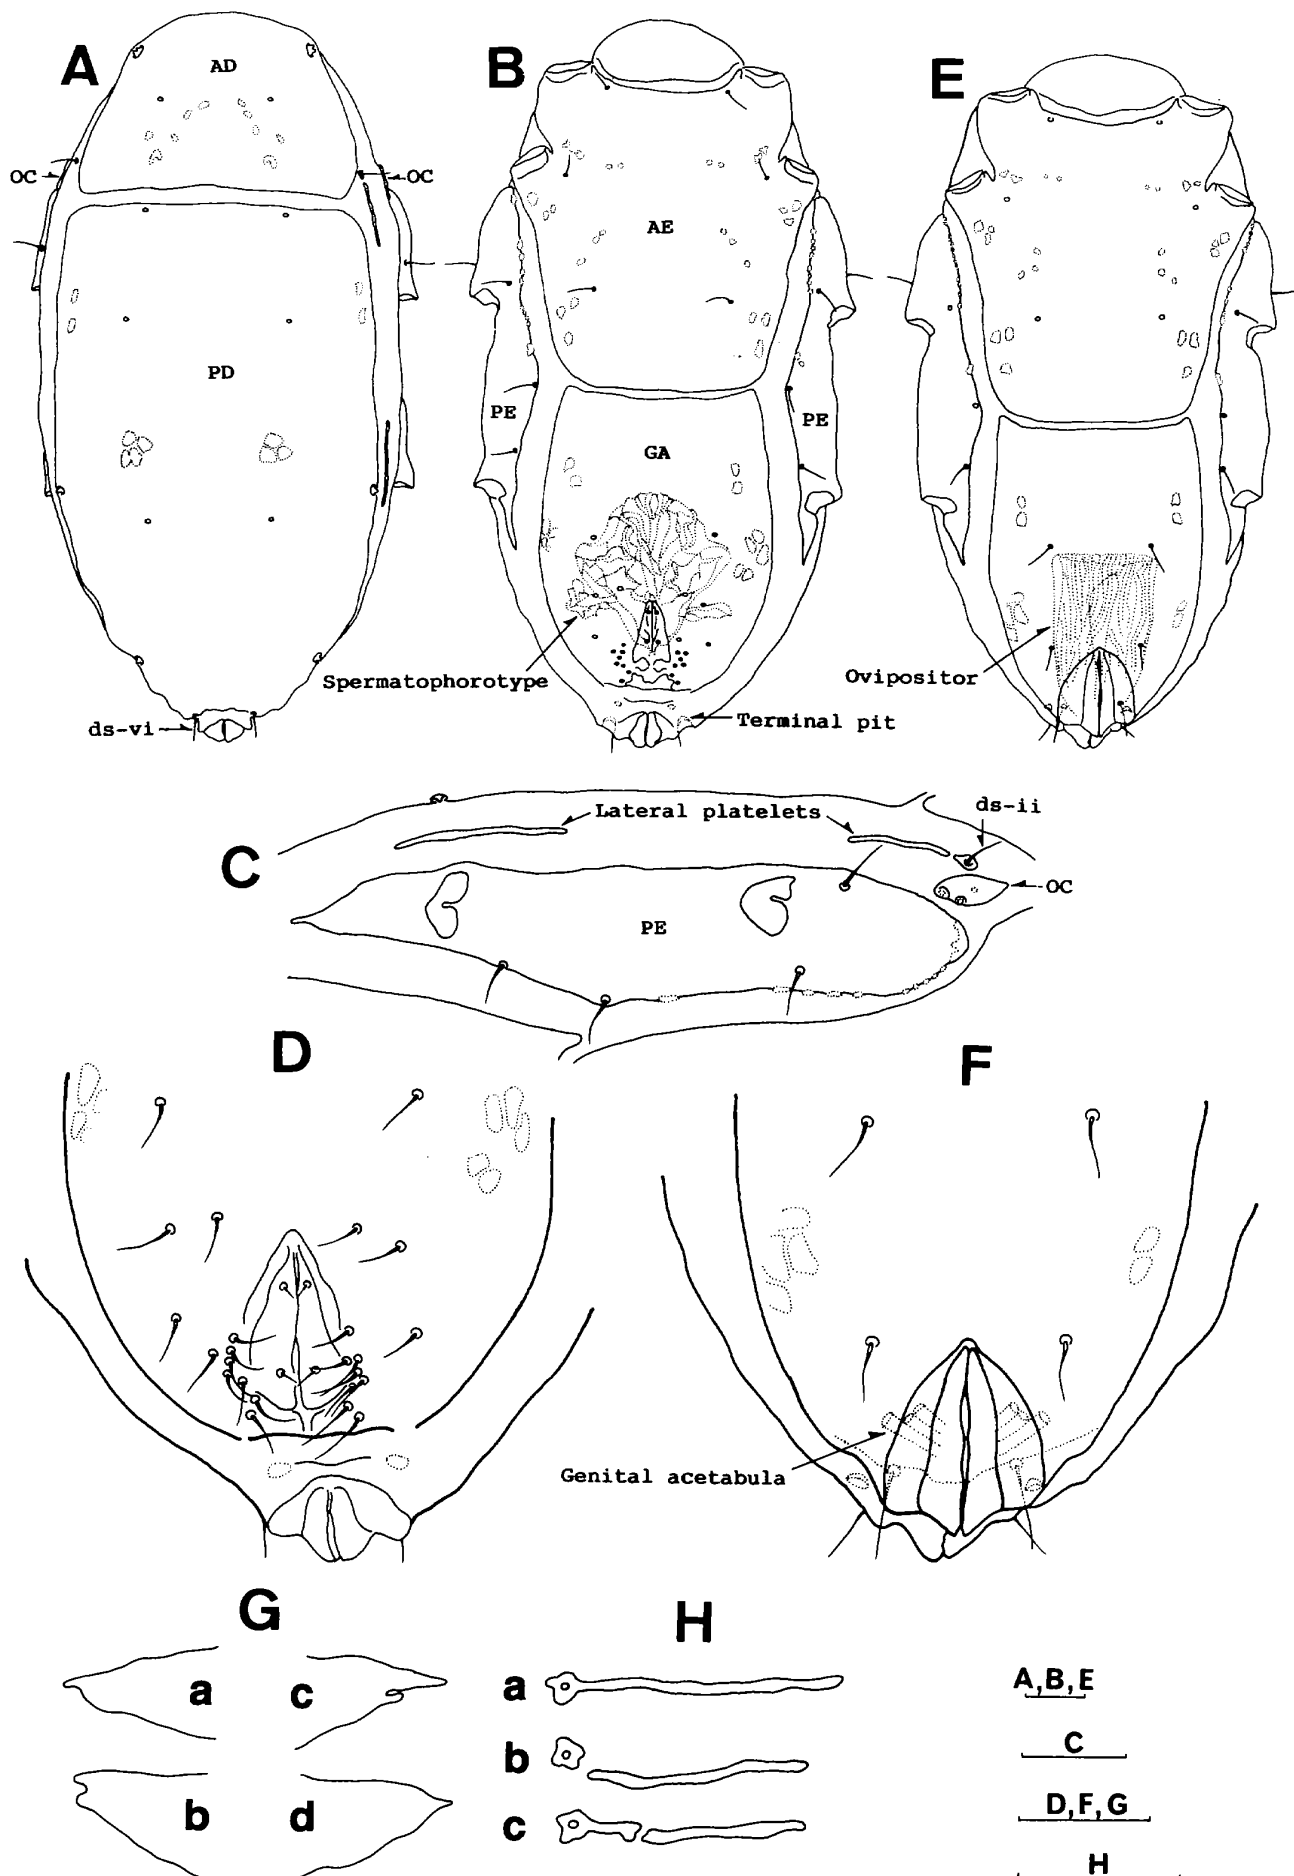 A
AD
OC
OC
PD
ds-vi
B
AE
PE
PE
GA
Spermatophorotype
Terminal pit
E
Ovipositor
C
Lateral platelets
ds-ii
OC
PE
D
F
Genital acetabula
G
a
c
b
d
H
a
b
c
A,B,E
C
D,F,G
H